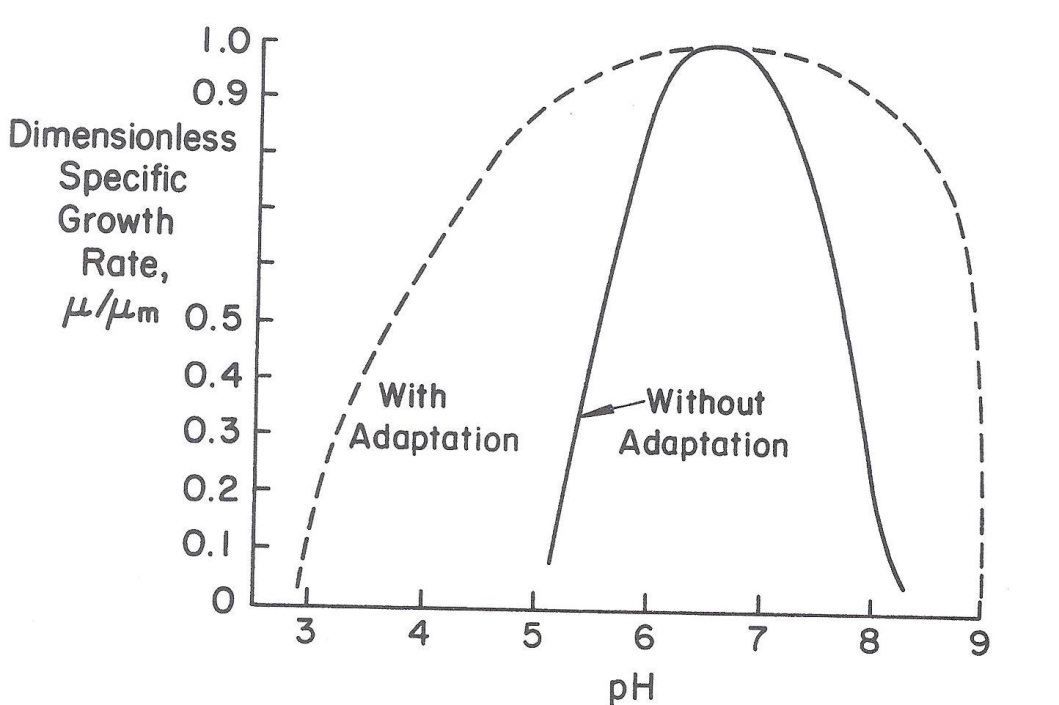 1.0
0.9
Dimensionless
Specific
Growth
Rate,
μ/μm
0.5
0.4
0.3
0.2
0.1
0
With
Adaptation
Without
Adaptation
3 4 5 6 7 8 9
pH